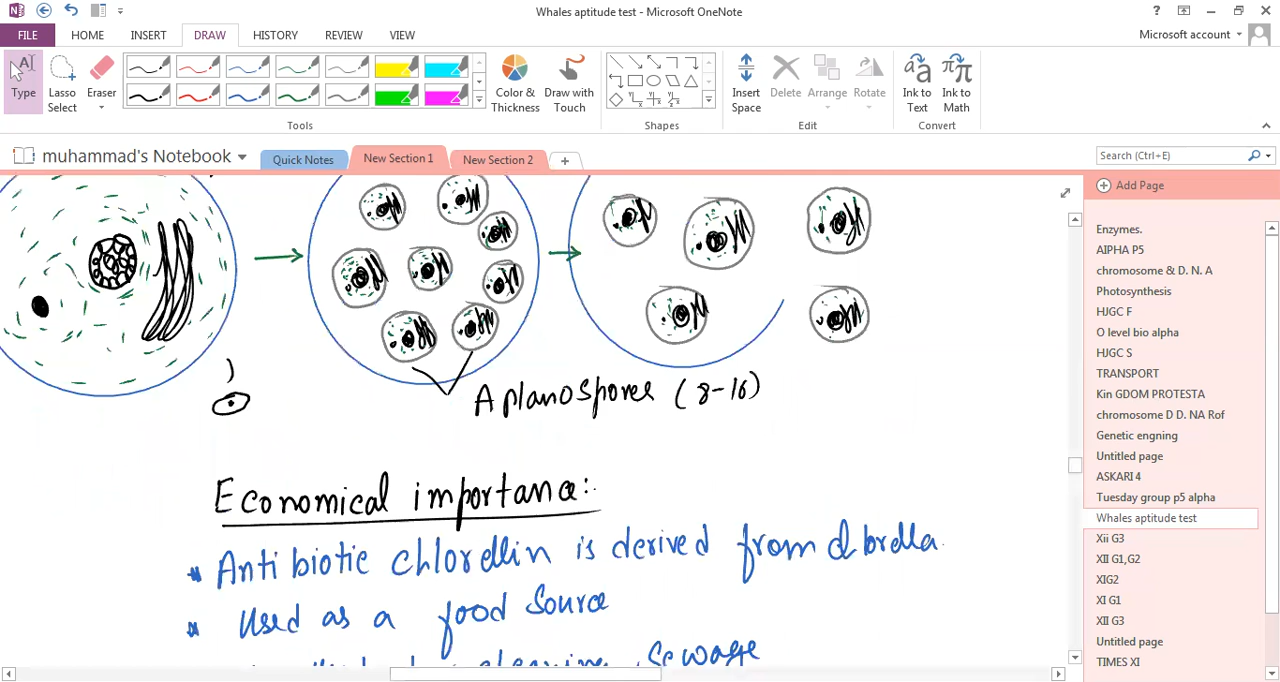 Whales aptitude test - Microsoft OneNote
FILE HOME INSERT DRAW HISTORY REVIEW VIEW Microsoft account
Type Lasso Select Eraser Color & Thickness Draw with Touch Insert Space Delete Arrange Rotate Ink to Text Ink to Math
Tools Shapes Edit Convert
muhammad's Notebook Quick Notes New Section 1 New Section 2 Search (Ctrl+E)
Add Page
Enzymes.
AlPHA P5
chromosome & D. N. A
Photosynthesis
HJGC F
O level bio alpha
HJGC S
TRANSPORT
Kin GDOM PROTESTA
chromosome D D. NA Rof
Genetic engning
Untitled page
ASKARI 4
Tuesday group p5 alpha
Whales aptitude test
Xii G3
XII G1,G2
XIG2
XI G1
XII G3
Untitled page
TIMES XI
Aplanospores (8-16)
Economical importance:
* Antibiotic chlorellin is derived from
* Used as a food source
cleaning sewage